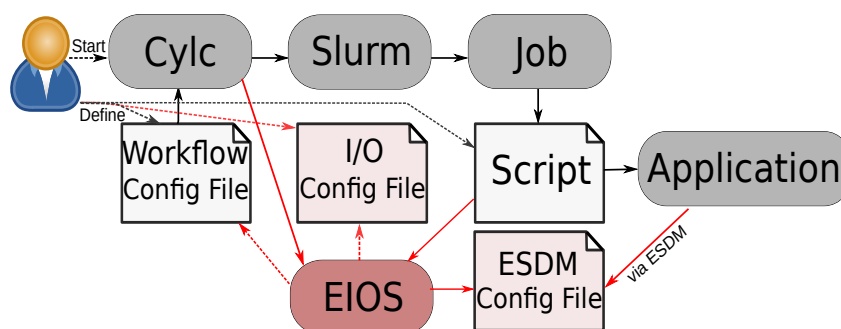 Start
Cylc
Slurm
Job
Define
Workflow
Config File
I/O
Config File
Script
Application
EIOS
ESDM
Config File
via ESDM